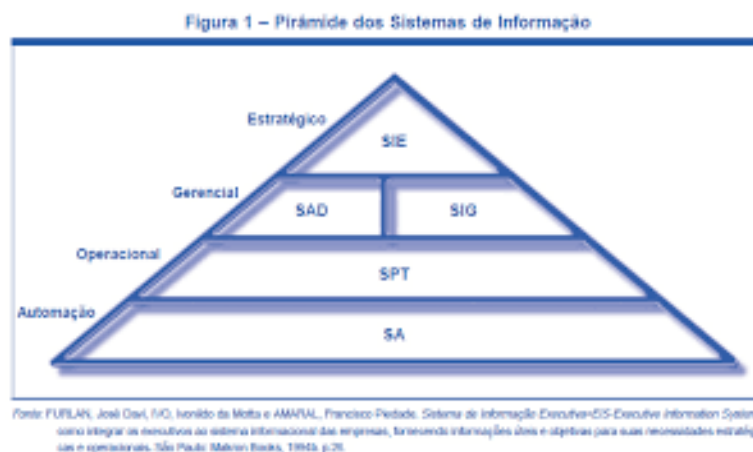 Figura 1 – Pirâmide dos Sistemas de Informação
Estratégico
SIE
Gerencial
SAD
SIG
Operacional
SPT
Automação
SA
Fonte: FURLAN, José Davi, IVO, Ivonildo da Motta e AMARAL, Francisco Piedade. Sistema de Informação Executiva=EIS-Executive Information System
como integrar os executivos ao sistema informacional das empresas, fornecendo informações úteis e objetivas para suas necessidades estratégi
cas e operacionais. São Paulo: Makron Books, 1994b. p.26.